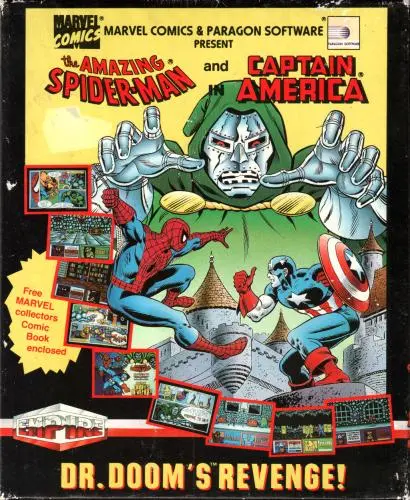 MARVEL
COMICS
MARVEL COMICS & PARAGON SOFTWARE®
PRESENT
PARAGON SOFTWARE
the AMAZING® and CAPTAIN
SPIDER-MAN IN AMERICA®
Free
MARVEL
collectors
Comic
Book
enclosed
EMPIRE
DR. DOOM'S™ REVENGE!